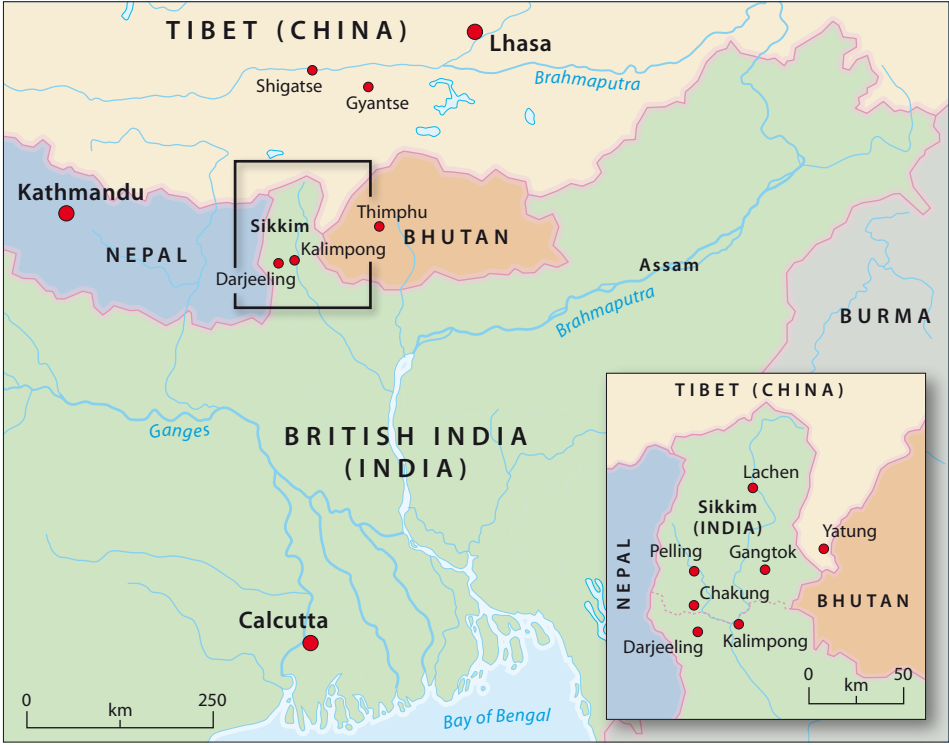 TIBET (CHINA)
Lhasa
Shigatse
Brahmaputra
Gyantse
Kathmandu
Thimphu
Sikkim
BHUTAN
NEPAL
Kalimpong
Assam
Darjeeling
Brahmaputra
BURMA
Ganges
BRITISH INDIA
(INDIA)
Calcutta
0 250
km
Bay of Bengal
TIBET (CHINA)
Lachen
Sikkim
(INDIA)
Yatung
Pelling
Gangtok
NEPAL
Chakung
BHUTAN
Darjeeling
Kalimpong
0 50
km